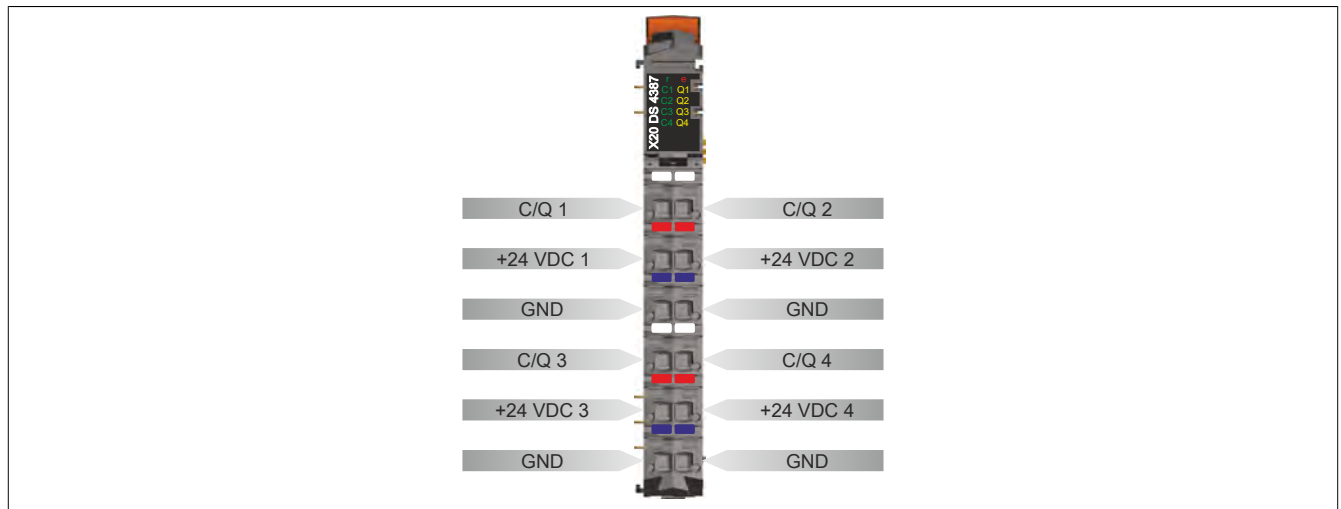 X20 DS 4387
r e
C1 Q1
C2 Q2
C3 Q3
C4 Q4
C/Q 1 C/Q 2
+24 VDC 1 +24 VDC 2
GND GND
C/Q 3 C/Q 4
+24 VDC 3 +24 VDC 4
GND GND